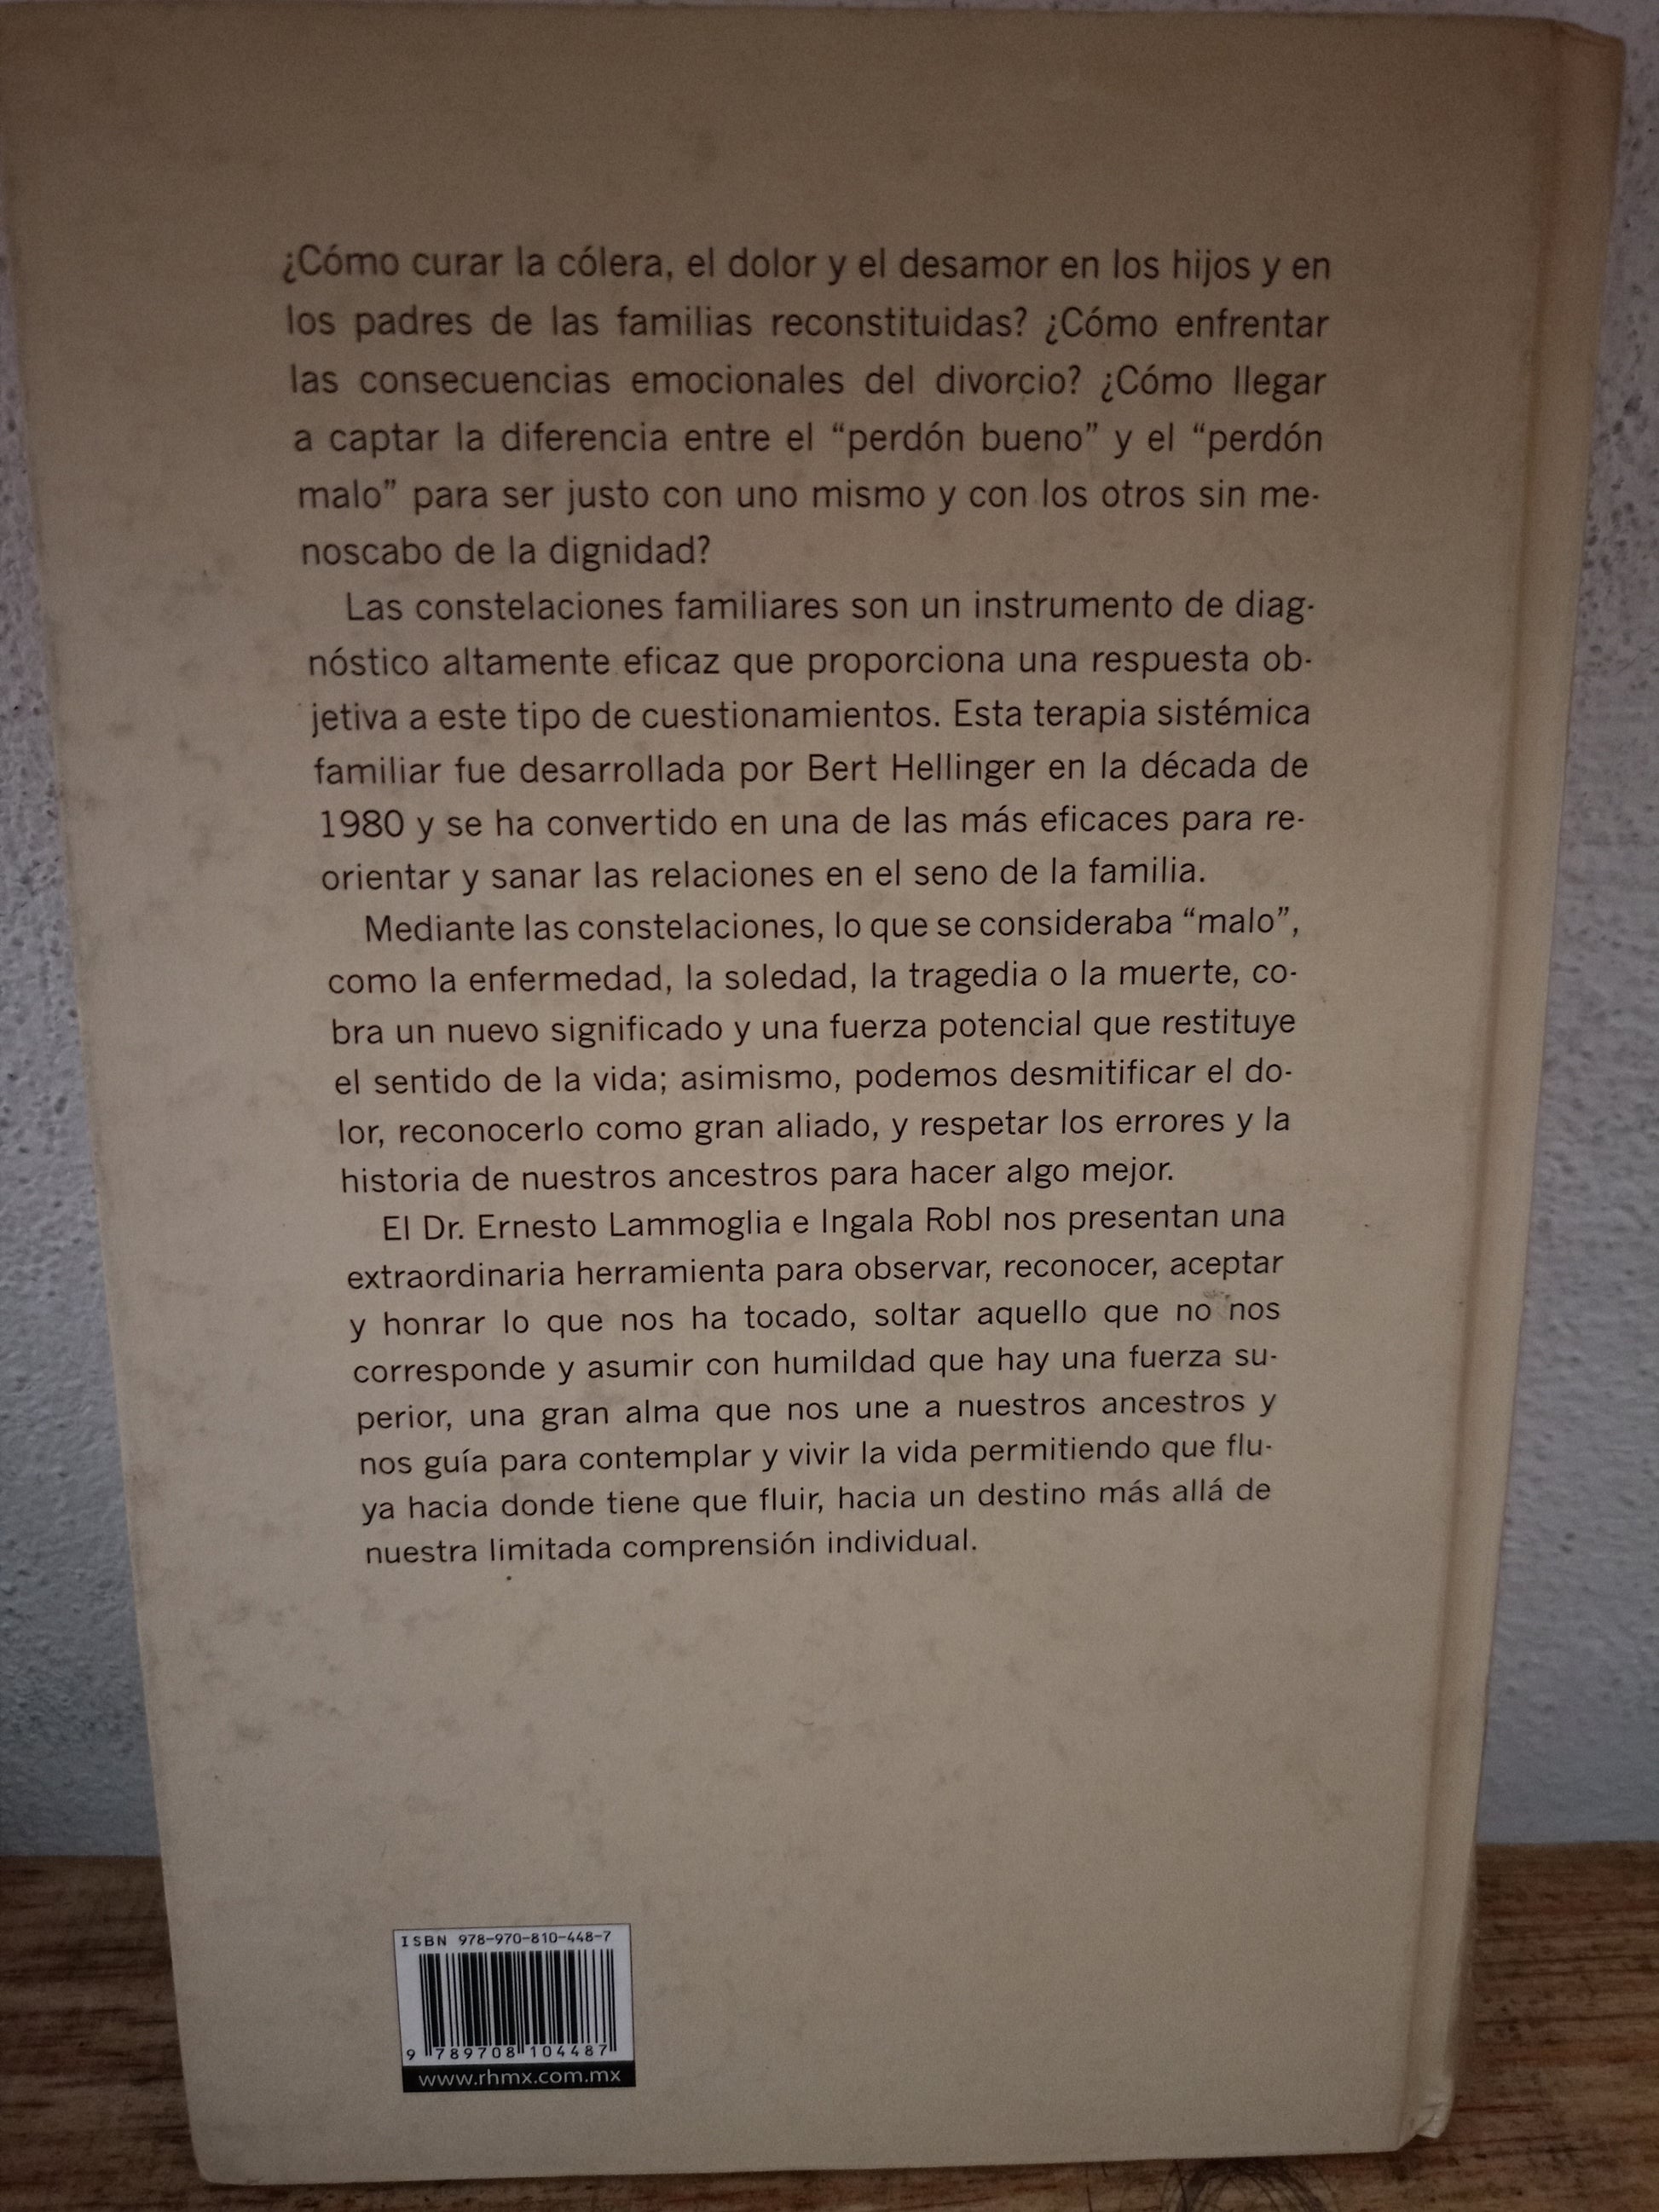 ¿Cómo curar la cólera, el dolor y el desamor en los hijos y en
los padres de las familias reconstituidas? ¿Cómo enfrentar
las consecuencias emocionales del divorcio? ¿Cómo llegar
a captar la diferencia entre el “perdón bueno” y el “perdón
malo” para ser justo con uno mismo y con los otros sin me-
noscabo de la dignidad?
Las constelaciones familiares son un instrumento de diag-
nóstico altamente eficaz que proporciona una respuesta ob-
jetiva a este tipo de cuestionamientos. Esta terapia sistémica
familiar fue desarrollada por Bert Hellinger en la década de
1980 y se ha convertido en una de las más eficaces para re-
orientar y sanar las relaciones en el seno de la familia.
Mediante las constelaciones, lo que se consideraba “malo”,
como la enfermedad, la soledad, la tragedia o la muerte, co-
bra un nuevo significado y una fuerza potencial que restituye
el sentido de la vida; asimismo, podemos desmitificar el do-
lor, reconocerlo como gran aliado, y respetar los errores y la
historia de nuestros ancestros para hacer algo mejor.
El Dr. Ernesto Lammoglia e Ingala Robl nos presentan una
extraordinaria herramienta para observar, reconocer, aceptar
y honrar lo que nos ha tocado, soltar aquello que no nos
corresponde y asumir con humildad que hay una fuerza su-
perior, una gran alma que nos une a nuestros ancestros y
nos guía para contemplar y vivir la vida permitiendo que flu-
ya hacia donde tiene que fluir, hacia un destino más allá de
nuestra limitada comprensión individual.
ISBN 978-970-810-448-7
9 789708 104487
www.rhmx.com.mx